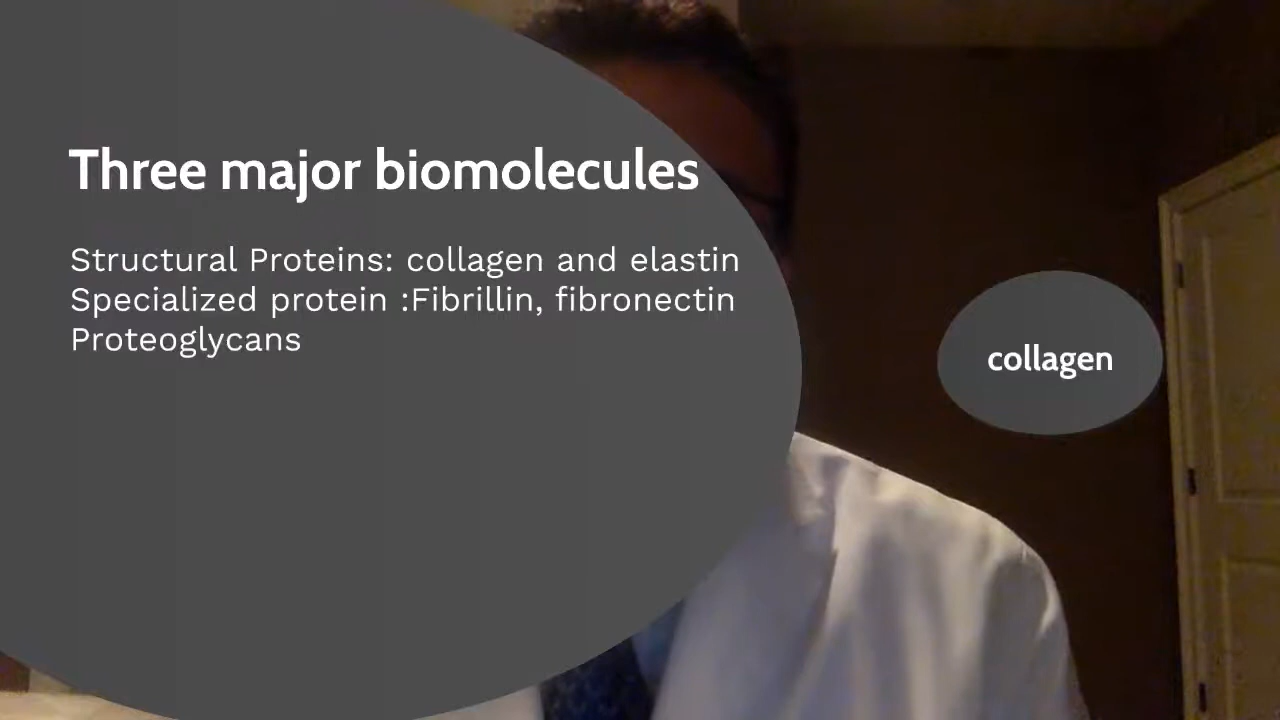 Three major biomolecules
Structural Proteins: collagen and elastin
Specialized protein :Fibrillin, fibronectin
Proteoglycans
collagen